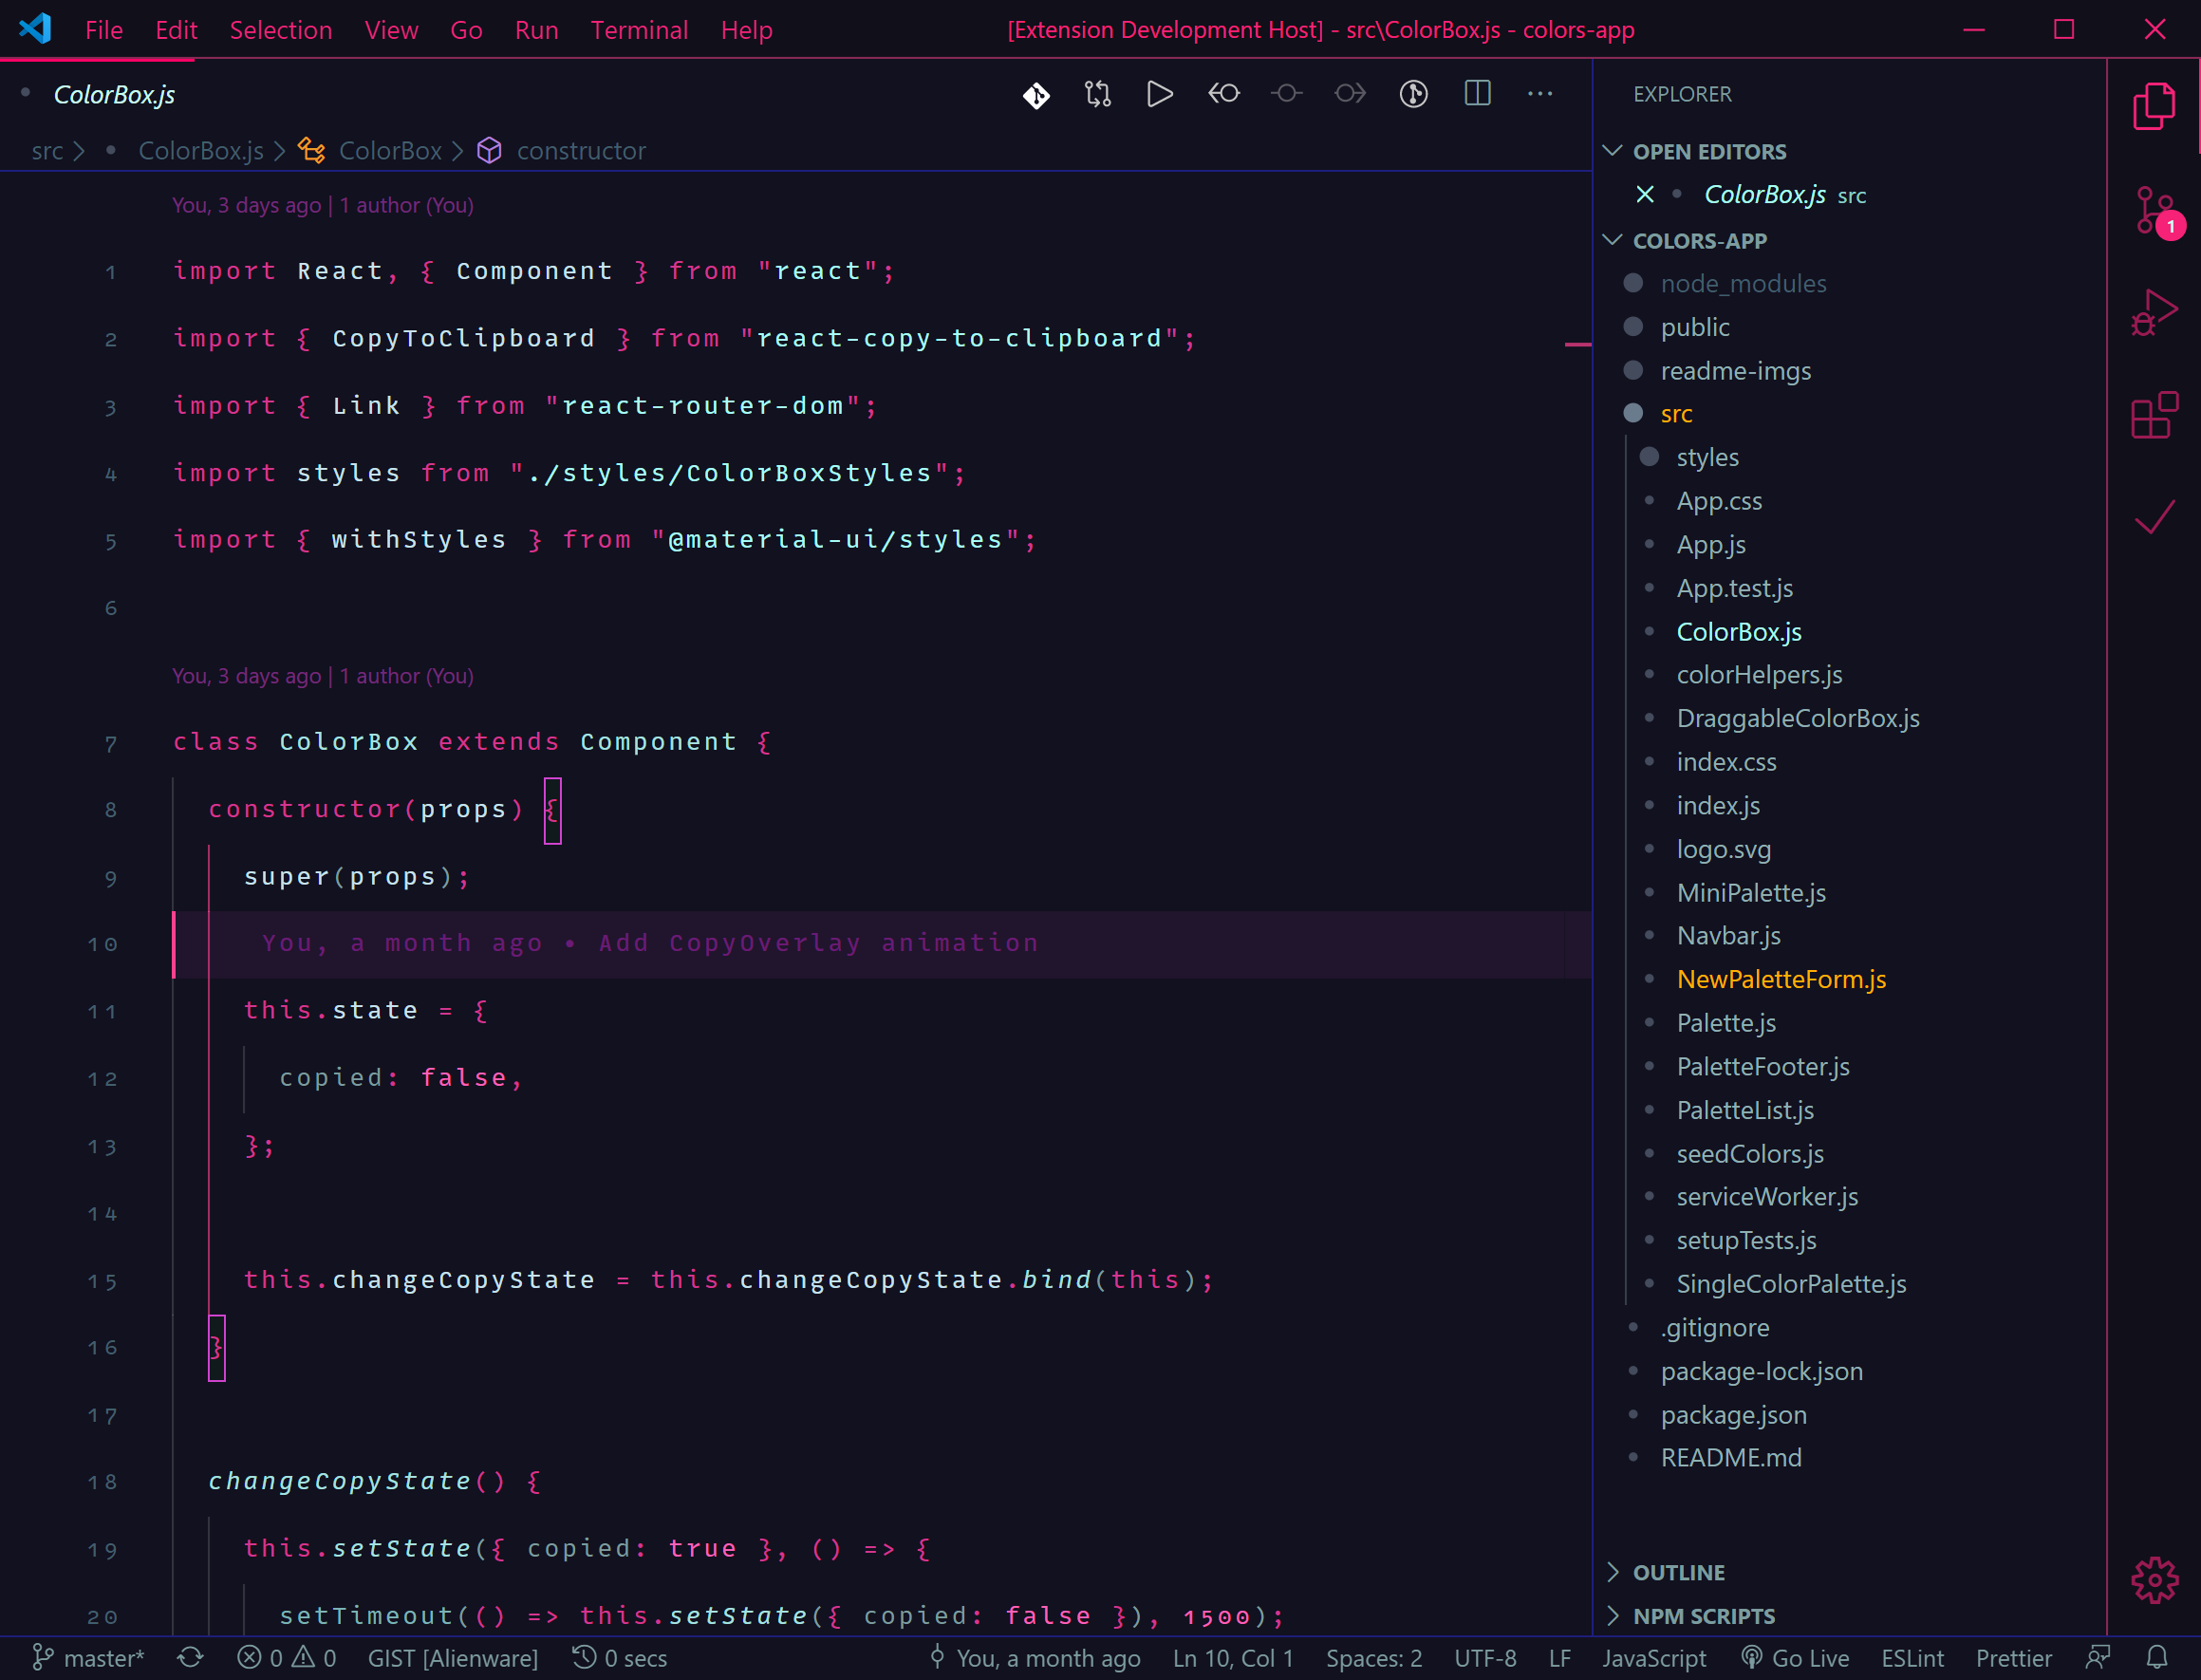 File Edit Selection View Go Run Terminal Help [Extension Development Host] - src\ColorBox.js - colors-app
ColorBox.js
src ColorBox.js ColorBox constructor
You, 3 days ago | 1 author (You)
1 import React, { Component } from "react";
2 import { CopyToClipboard } from "react-copy-to-clipboard";
3 import { Link } from "react-router-dom";
4 import styles from "./styles/ColorBoxStyles";
5 import { withStyles } from "@material-ui/styles";
6
You, 3 days ago | 1 author (You)
7 class ColorBox extends Component {
8 constructor(props) {
9 super(props);
10 You, a month ago • Add CopyOverlay animation
11 this.state = {
12 copied: false,
13 };
14
15 this.changeCopyState = this.changeCopyState.bind(this);
16 }
17
18 changeCopyState() {
19 this.setState({ copied: true }, () => {
20 setTimeout(() => this.setState({ copied: false }), 1500);
EXPLORER
OPEN EDITORS
ColorBox.js src
COLORS-APP
node_modules
public
readme-imgs
src
styles
App.css
App.js
App.test.js
ColorBox.js
colorHelpers.js
DraggableColorBox.js
index.css
index.js
logo.svg
MiniPalette.js
Navbar.js
NewPaletteForm.js
Palette.js
PaletteFooter.js
PaletteList.js
seedColors.js
serviceWorker.js
setupTests.js
SingleColorPalette.js
.gitignore
package-lock.json
package.json
README.md
OUTLINE
NPM SCRIPTS
1
master* 0 0 GIST [Alienware] 0 secs You, a month ago Ln 10, Col 1 Spaces: 2 UTF-8 LF JavaScript Go Live ESLint Prettier